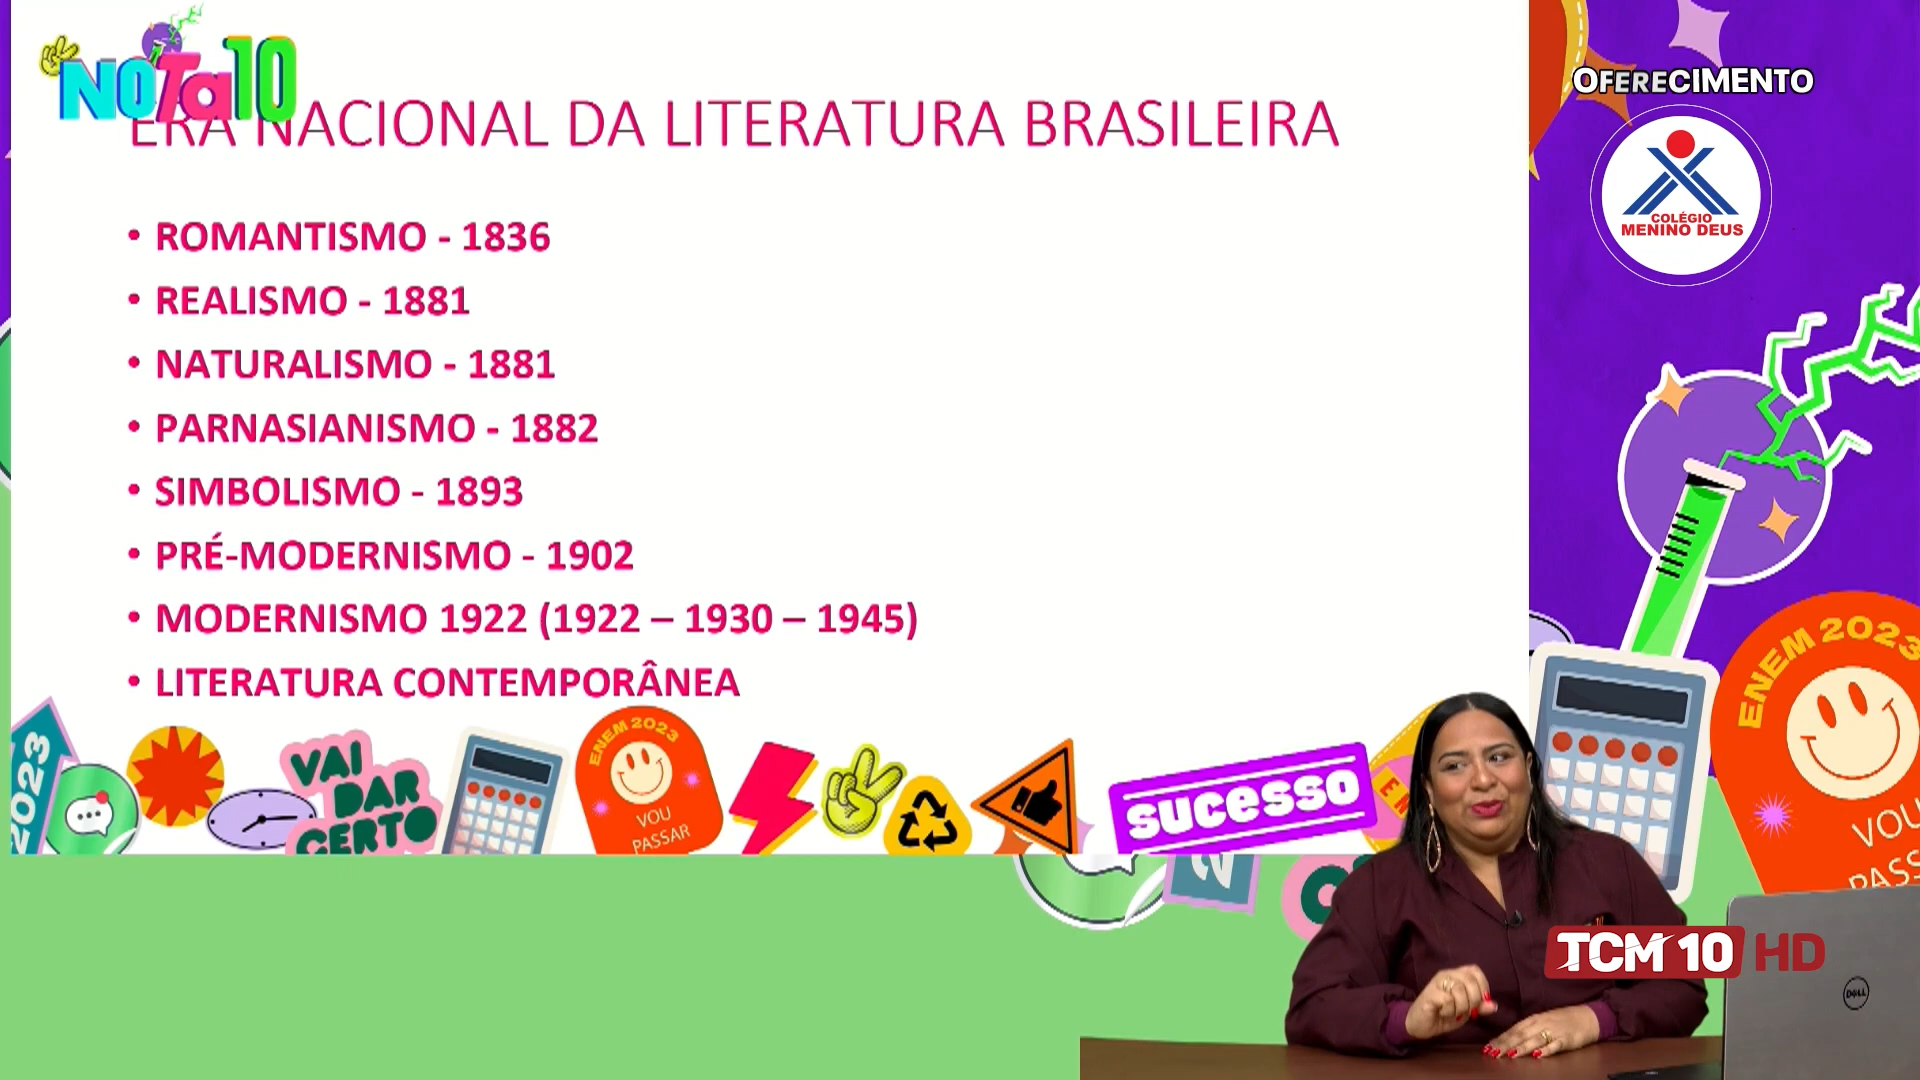 NOTa10
OFERECIMENTO
ERA NACIONAL DA LITERATURA BRASILEIRA
COLÉGIO
MENINO DEUS
• ROMANTISMO - 1836
• REALISMO - 1881
• NATURALISMO - 1881
• PARNASIANISMO - 1882
• SIMBOLISMO - 1893
• PRÉ-MODERNISMO - 1902
• MODERNISMO 1922 (1922 – 1930 – 1945)
• LITERATURA CONTEMPORÂNEA
ENEM 2023
VOU
2023
VAI
DAR
CERTO
ENEM 2023
VOU
PASSAR
sucesso
TCM 10 HD
DELL